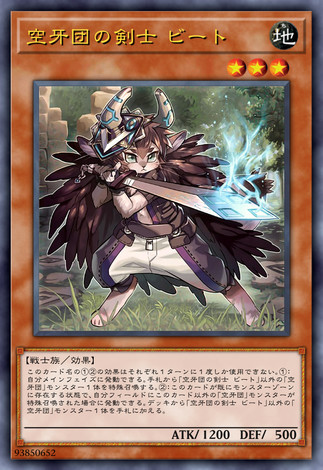 空牙団の剣士 ビート
地
【戦士族／効果】
このカード名の①②の効果はそれぞれ１ターンに１度しか使用できない。①：
自分メインフェイズに発動できる。手札から「空牙団の剣士 ビート」以外の「空
牙団」モンスター１体を特殊召喚する。②：このカードが既にモンスターゾーン
に存在する状態で、自分フィールドにこのカード以外の「空牙団」モンスターが
特殊召喚された場合に発動できる。デッキから「空牙団の剣士 ビート」以外の「空
牙団」モンスター１体を手札に加える。
ATK/ 1200 DEF/ 500
93850652